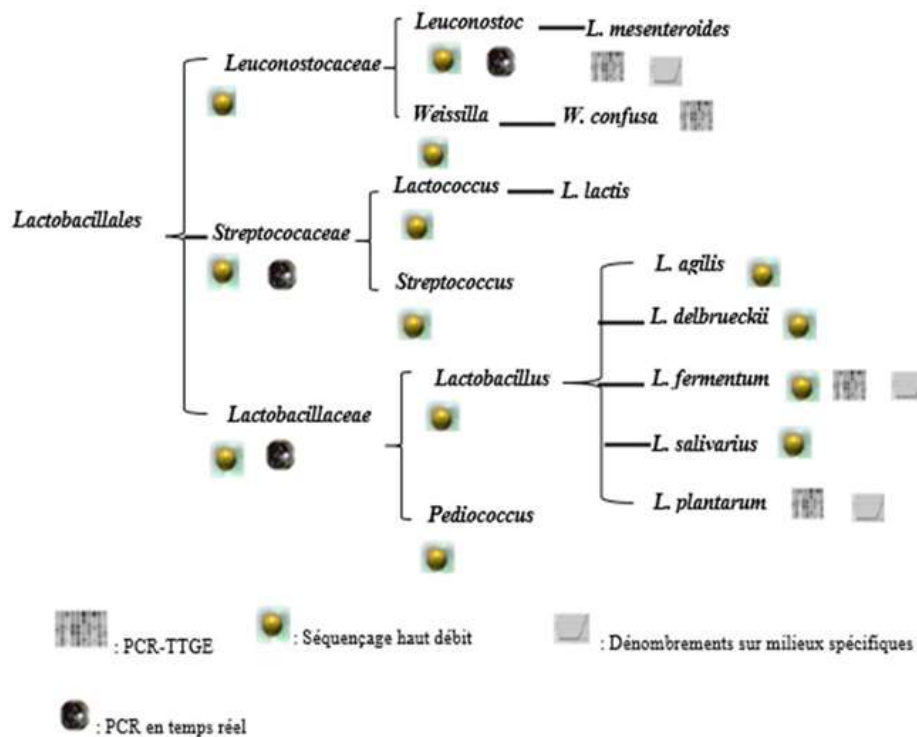 Leuconostoc
L. mesenteroides
Leuconostocaceae
Weissilla
W. confusa
Lactococcus
L. lactis
Lactobacillales
Streptococaceae
Streptococcus
L. agilis
L. delbrueckii
Lactobacillus
L. fermentum
Lactobacillaceae
L. salivarius
L. plantarum
Pediococcus
: PCR-TTGE
: Séquençage haut débit
: Dénombrements sur milieux spécifiques
: PCR en temps réel